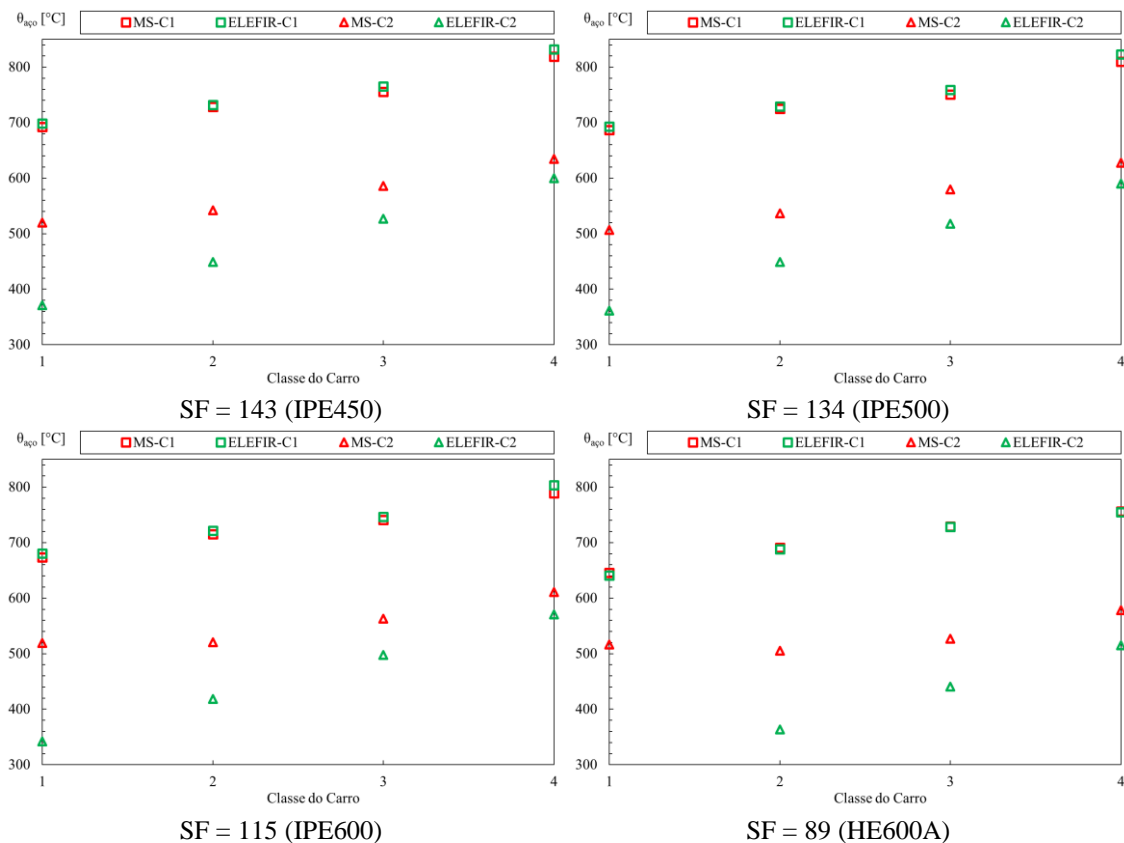 θaço [°C] MS-C1 ELEFIR-C1 MS-C2 ELEFIR-C2
800
700
600
500
400
300
1 2 3 4
Classe do Carro
SF = 143 (IPE450)
θaço [°C] MS-C1 ELEFIR-C1 MS-C2 ELEFIR-C2
800
700
600
500
400
300
1 2 3 4
Classe do Carro
SF = 134 (IPE500)
θaço [°C] MS-C1 ELEFIR-C1 MS-C2 ELEFIR-C2
800
700
600
500
400
300
1 2 3 4
Classe do Carro
SF = 115 (IPE600)
θaço [°C] MS-C1 ELEFIR-C1 MS-C2 ELEFIR-C2
800
700
600
500
400
300
1 2 3 4
Classe do Carro
SF = 89 (HE600A)